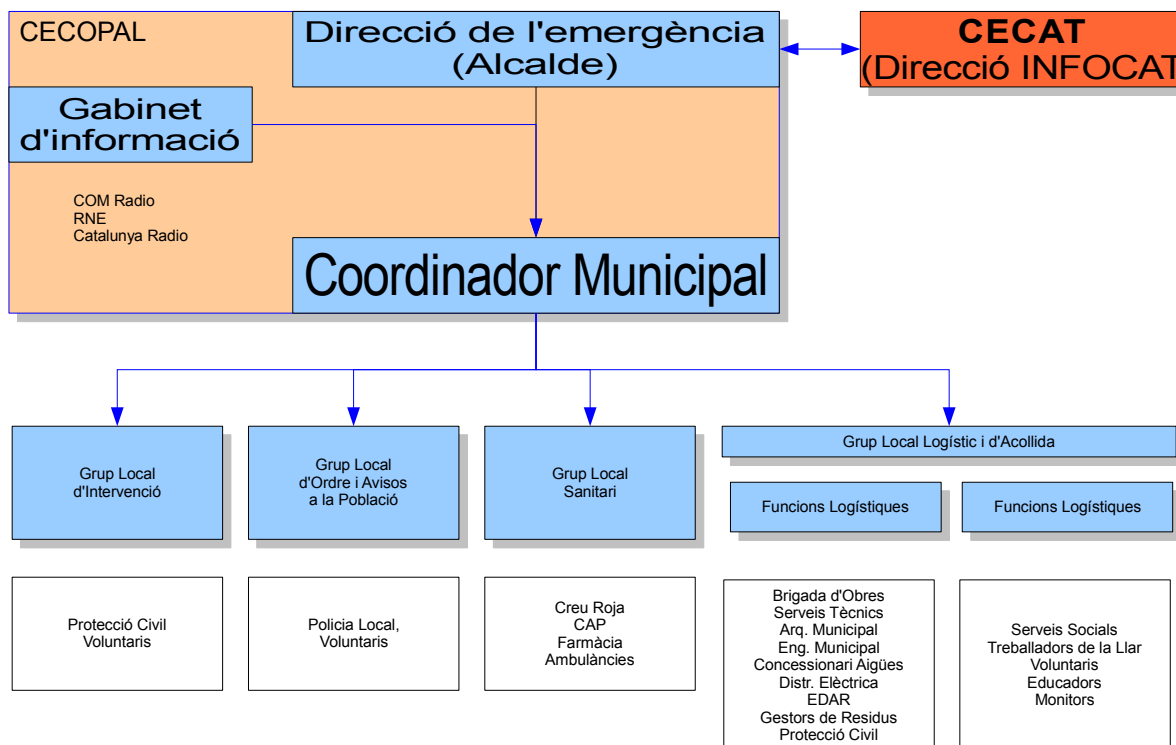 CECOPAL
Direcció de l'emergència
(Alcalde)
CECAT
(Direcció INFOCAT
Gabinet
d'informació
COM Radio
RNE
Catalunya Radio
Coordinador Municipal
Grup Local
d'Intervenció
Grup Local
d'Ordre i Avisos
a la Població
Grup Local
Sanitari
Grup Local Logístic i d'Acollida
Funcions Logístiques
Funcions Logístiques
Protecció Civil
Voluntaris
Policia Local,
Voluntaris
Creu Roja
CAP
Farmàcia
Ambulàncies
Brigada d'Obres
Serveis Tècnics
Arq. Municipal
Eng. Municipal
Concessionari Aigües
Distr. Elèctrica
EDAR
Gestors de Residus
Protecció Civil
Serveis Socials
Treballadors de la Llar
Voluntaris
Educadors
Monitors